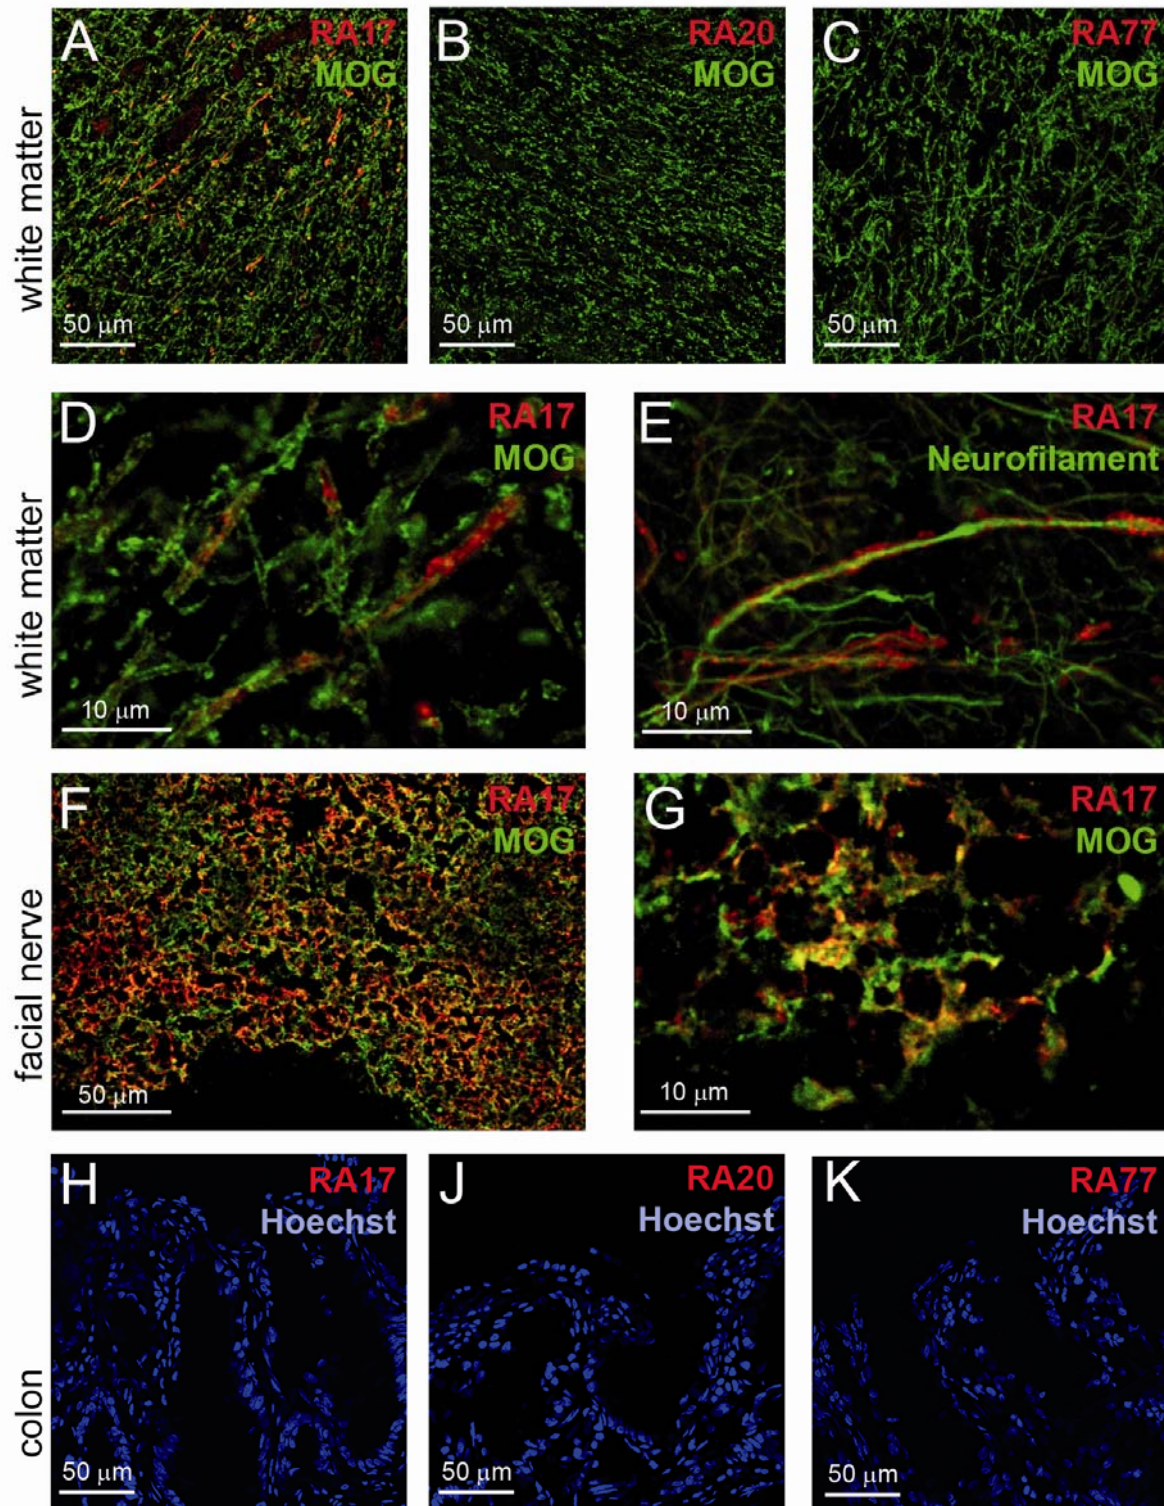 white matter
A
RA17
MOG
50 μm
B
RA20
MOG
50 μm
C
RA77
MOG
50 μm
white matter
D
RA17
MOG
10 μm
E
RA17
Neurofilament
10 μm
facial nerve
F
RA17
MOG
50 μm
G
RA17
MOG
10 μm
colon
H
RA17
Hoechst
50 μm
J
RA20
Hoechst
50 μm
K
RA77
Hoechst
50 μm